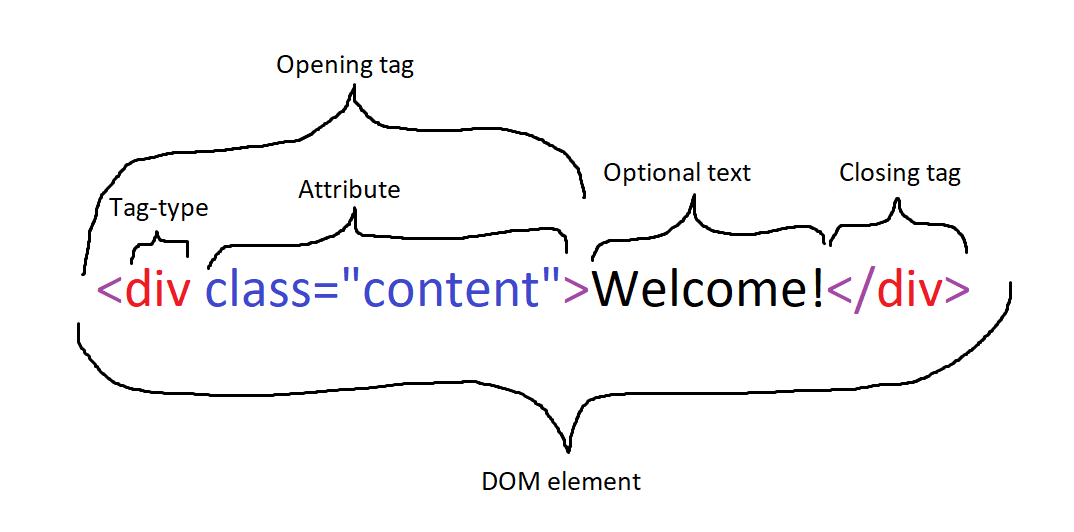 Opening tag
Optional text
Closing tag
Attribute
Tag-type
<div class="content">Welcome!</div>
DOM element